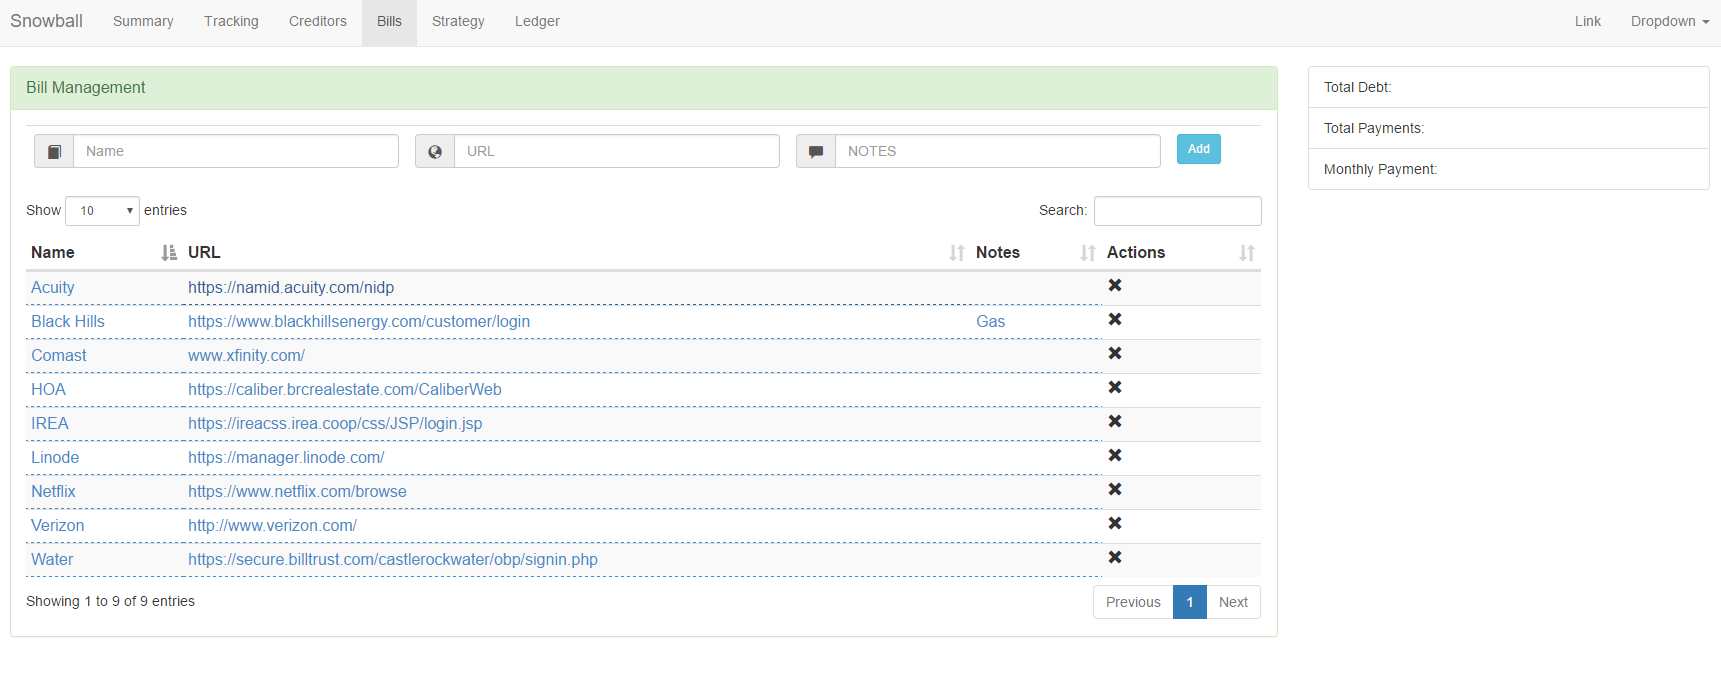 Snowball Summary Tracking Creditors Bills Strategy Ledger Link Dropdown
Bill Management
Total Debt:
Total Payments:
Monthly Payment:
Name URL NOTES Add
Show 10 entries Search:
Name URL Notes Actions
Acuity https://namid.acuity.com/nidp
Black Hills https://www.blackhillsenergy.com/customer/login Gas
Comast www.xfinity.com/
HOA https://caliber.brcrealestate.com/CaliberWeb
IREA https://ireacss.irea.coop/css/JSP/login.jsp
Linode https://manager.linode.com/
Netflix https://www.netflix.com/browse
Verizon http://www.verizon.com/
Water https://secure.billtrust.com/castlerockwater/obp/signin.php
Showing 1 to 9 of 9 entries Previous 1 Next